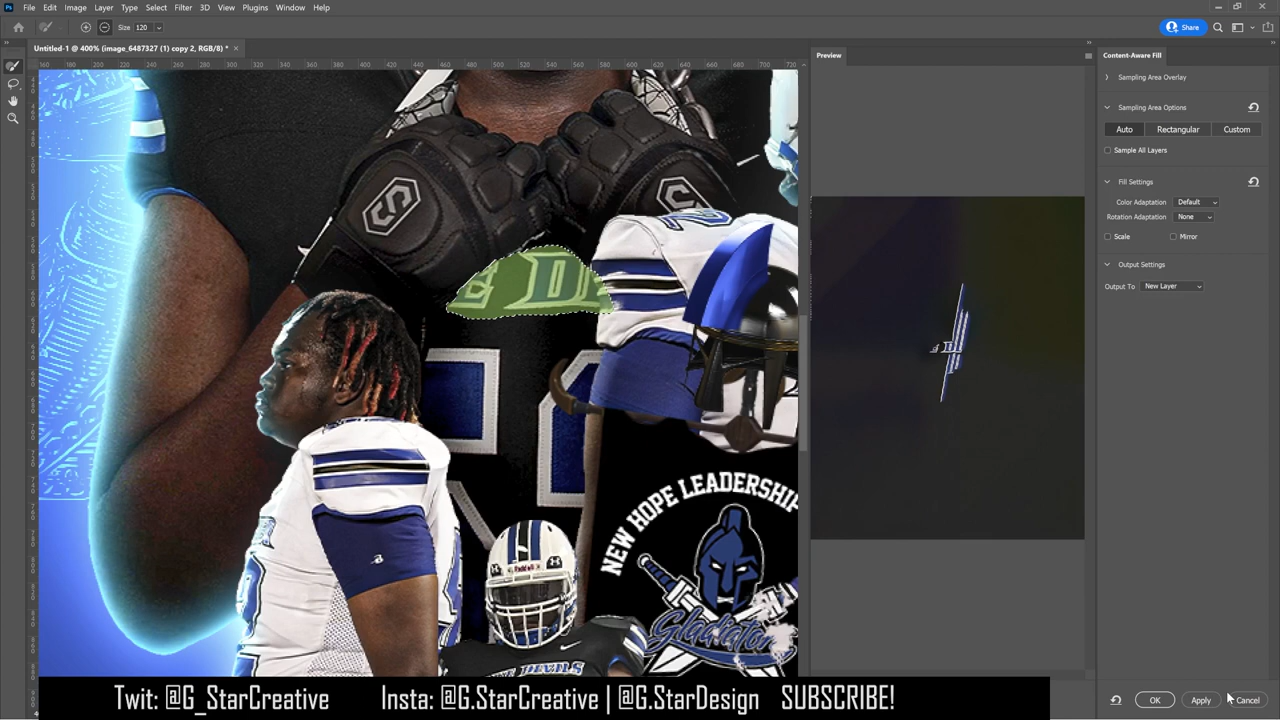 File Edit Image Layer Type Select Filter 3D View Plugins Window Help
Size 120 Share
Untitled-1 @ 400% (image_6487327 (1) copy 2, RGB/8) *
Preview
Content-Aware Fill
Sampling Area Overlay
Sampling Area Options
Auto Rectangular Custom
Sample All Layers
Fill Settings
Color Adaptation Default
Rotation Adaptation None
Scale Mirror
Output Settings
Output To New Layer
E D
NEW HOPE LEADERSHIP
Gladiators
Riddell
DEVILS
Twit: @G_StarCreative Insta: @G.StarCreative | @G.StarDesign SUBSCRIBE!
OK Apply Cancel